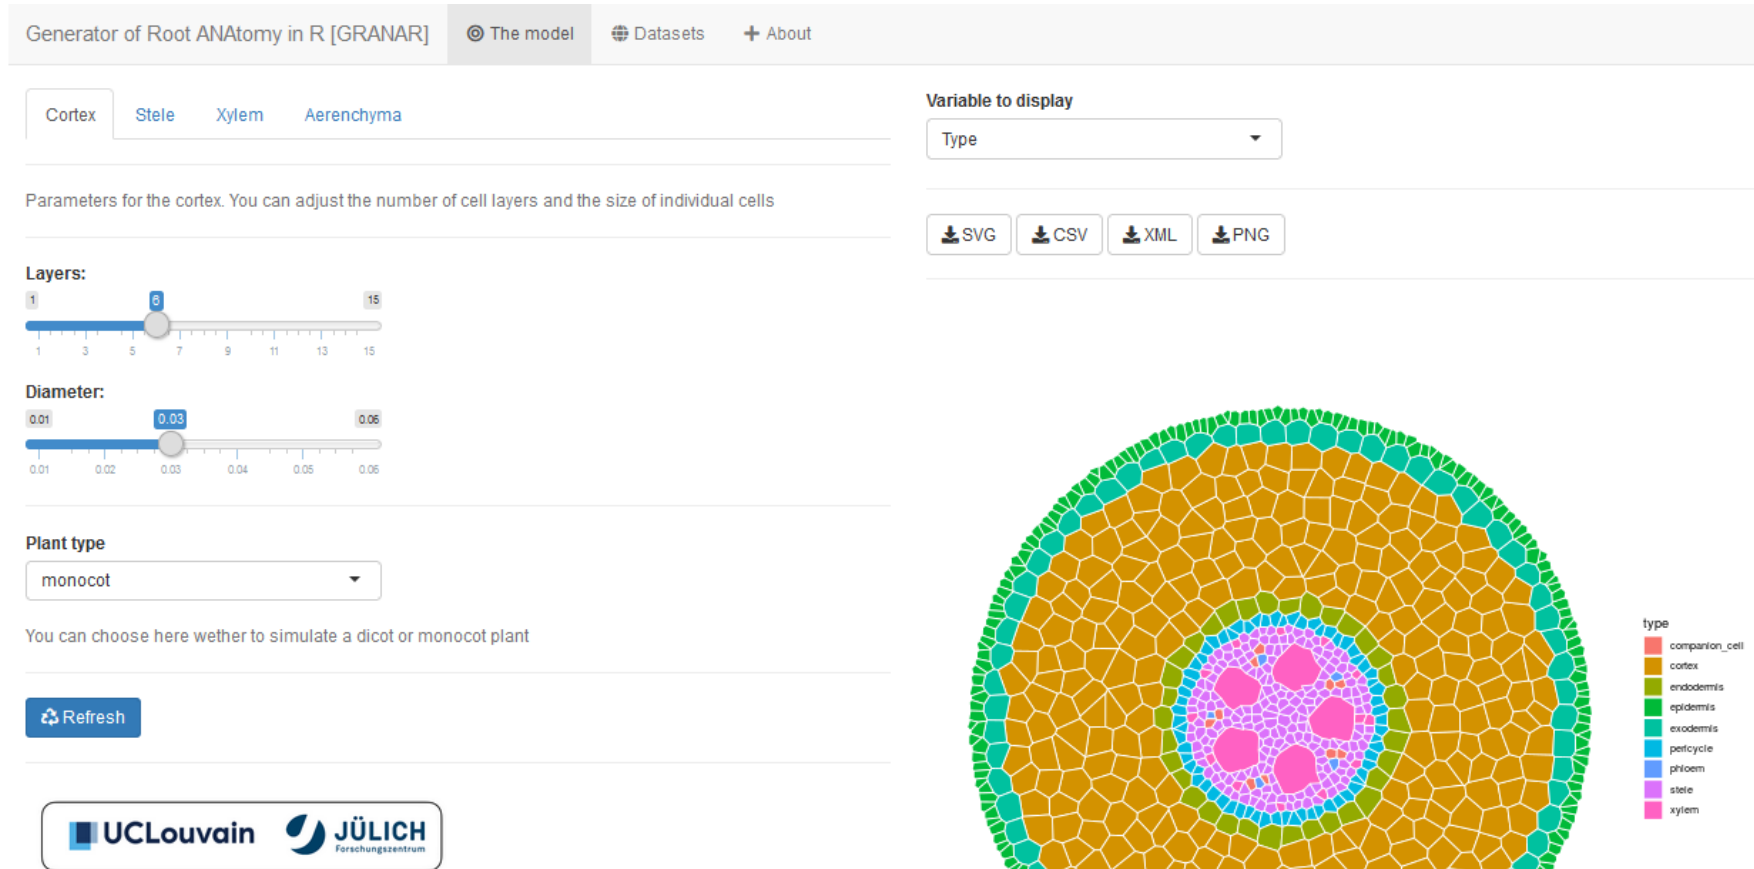 Generator of Root ANAtomy in R [GRANAR]
The model
Datasets
About
Cortex
Stele
Xylem
Aerenchyma
Parameters for the cortex. You can adjust the number of cell layers and the size of individual cells
Layers:
1 6 15
1 3 5 7 9 11 13 15
Diameter:
0.01 0.03 0.06
0.01 0.02 0.03 0.04 0.05 0.06
Plant type
monocot
You can choose here wether to simulate a dicot or monocot plant
Refresh
UCLouvain
JÜLICH
Forschungszentrum
Variable to display
Type
SVG
CSV
XML
PNG
type
companion_cell
cortex
endodermis
epidermis
exodermis
pericycle
phloem
stele
xylem